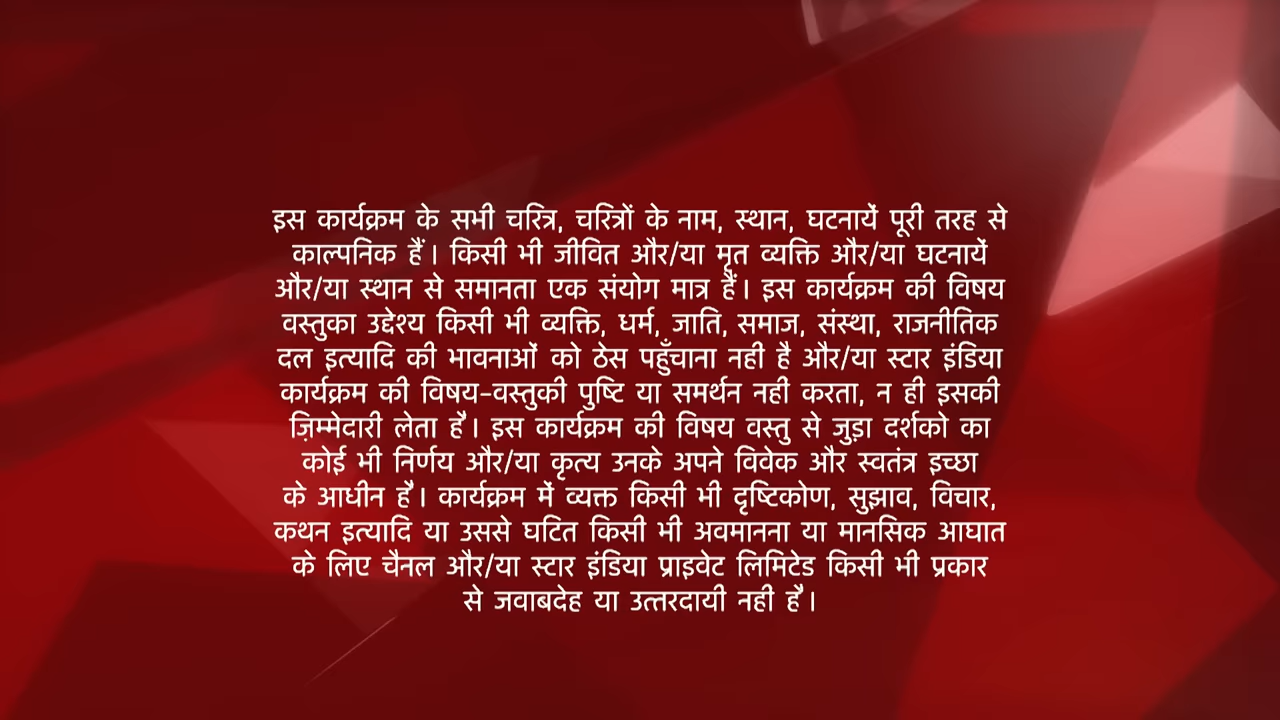 इस कार्यक्रम के सभी चरित्र, चरित्रों के नाम, स्थान, घटनायें पूरी तरह से
काल्पनिक हैं। किसी भी जीवित और/या मृत व्यक्ति और/या घटनायें
और/या स्थान से समानता एक संयोग मात्र हैं। इस कार्यक्रम की विषय
वस्तुका उद्देश्य किसी भी व्यक्ति, धर्म, जाति, समाज, संस्था, राजनीतिक
दल इत्यादि की भावनाओं को ठेस पहुँचाना नही है और/या स्टार इंडिया
कार्यक्रम की विषय-वस्तुकी पुष्टि या समर्थन नही करता, न ही इसकी
ज़िम्मेदारी लेता हैं। इस कार्यक्रम की विषय वस्तु से जुड़ा दर्शको का
कोई भी निर्णय और/या कृत्य उनके अपने विवेक और स्वतंत्र इच्छा
के आधीन हैं। कार्यक्रम में व्यक्त किसी भी दृष्टिकोण, सुझाव, विचार,
कथन इत्यादि या उससे घटित किसी भी अवमानना या मानसिक आघात
के लिए चैनल और/या स्टार इंडिया प्राइवेट लिमिटेड किसी भी प्रकार
से जवाबदेह या उत्तरदायी नही हैं।